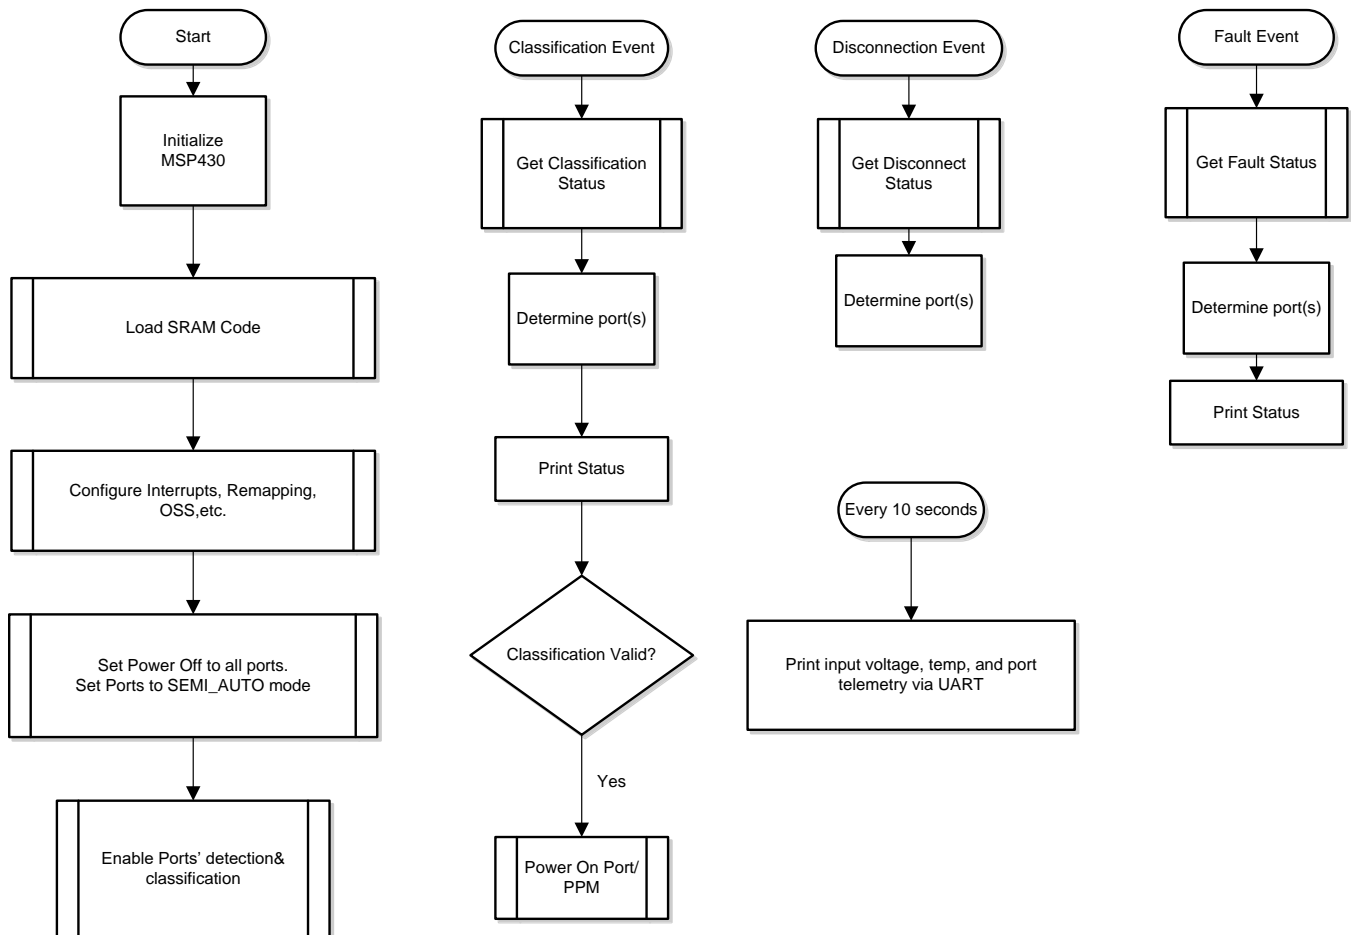 Start
Initialize
MSP430
Load SRAM Code
Configure Interrupts, Remapping,
OSS,etc.
Set Power Off to all ports.
Set Ports to SEMI_AUTO mode
Enable Ports’ detection&
classification
Classification Event
Get Classification
Status
Determine port(s)
Print Status
Classification Valid?
Yes
Power On Port/
PPM
Disconnection Event
Get Disconnect
Status
Determine port(s)
Every 10 seconds
Print input voltage, temp, and port
telemetry via UART
Fault Event
Get Fault Status
Determine port(s)
Print Status